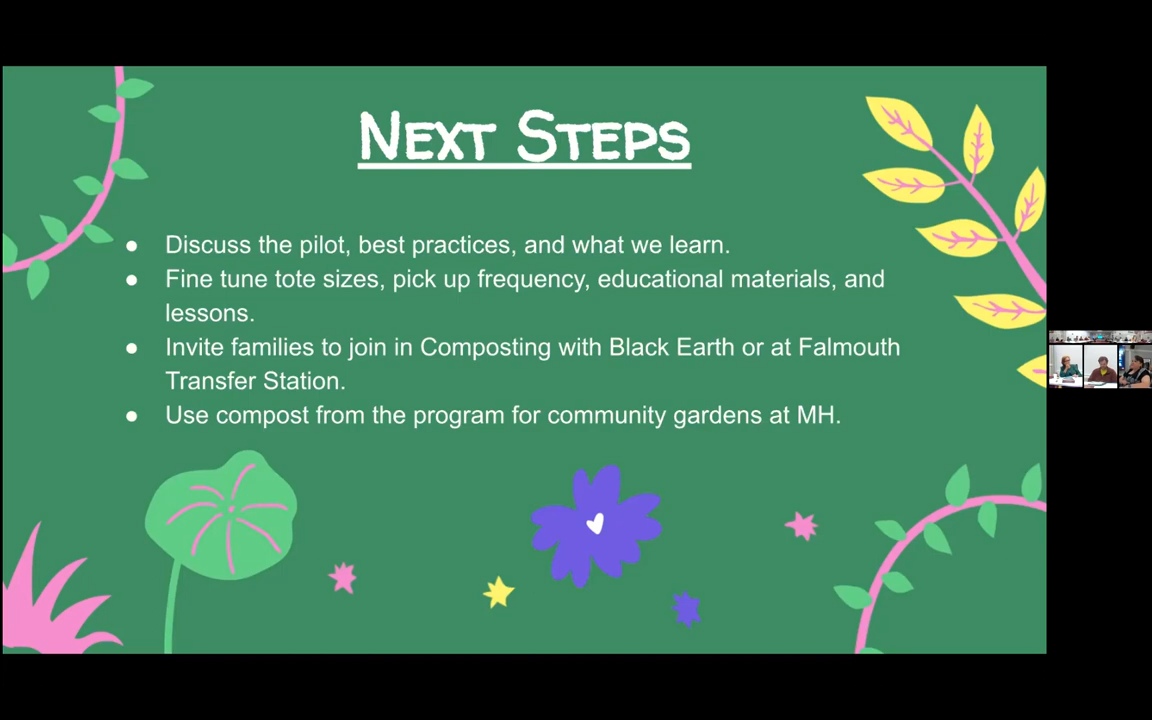 Next Steps
● Discuss the pilot, best practices, and what we learn.
● Fine tune tote sizes, pick up frequency, educational materials, and
lessons.
● Invite families to join in Composting with Black Earth or at Falmouth
Transfer Station.
● Use compost from the program for community gardens at MH.